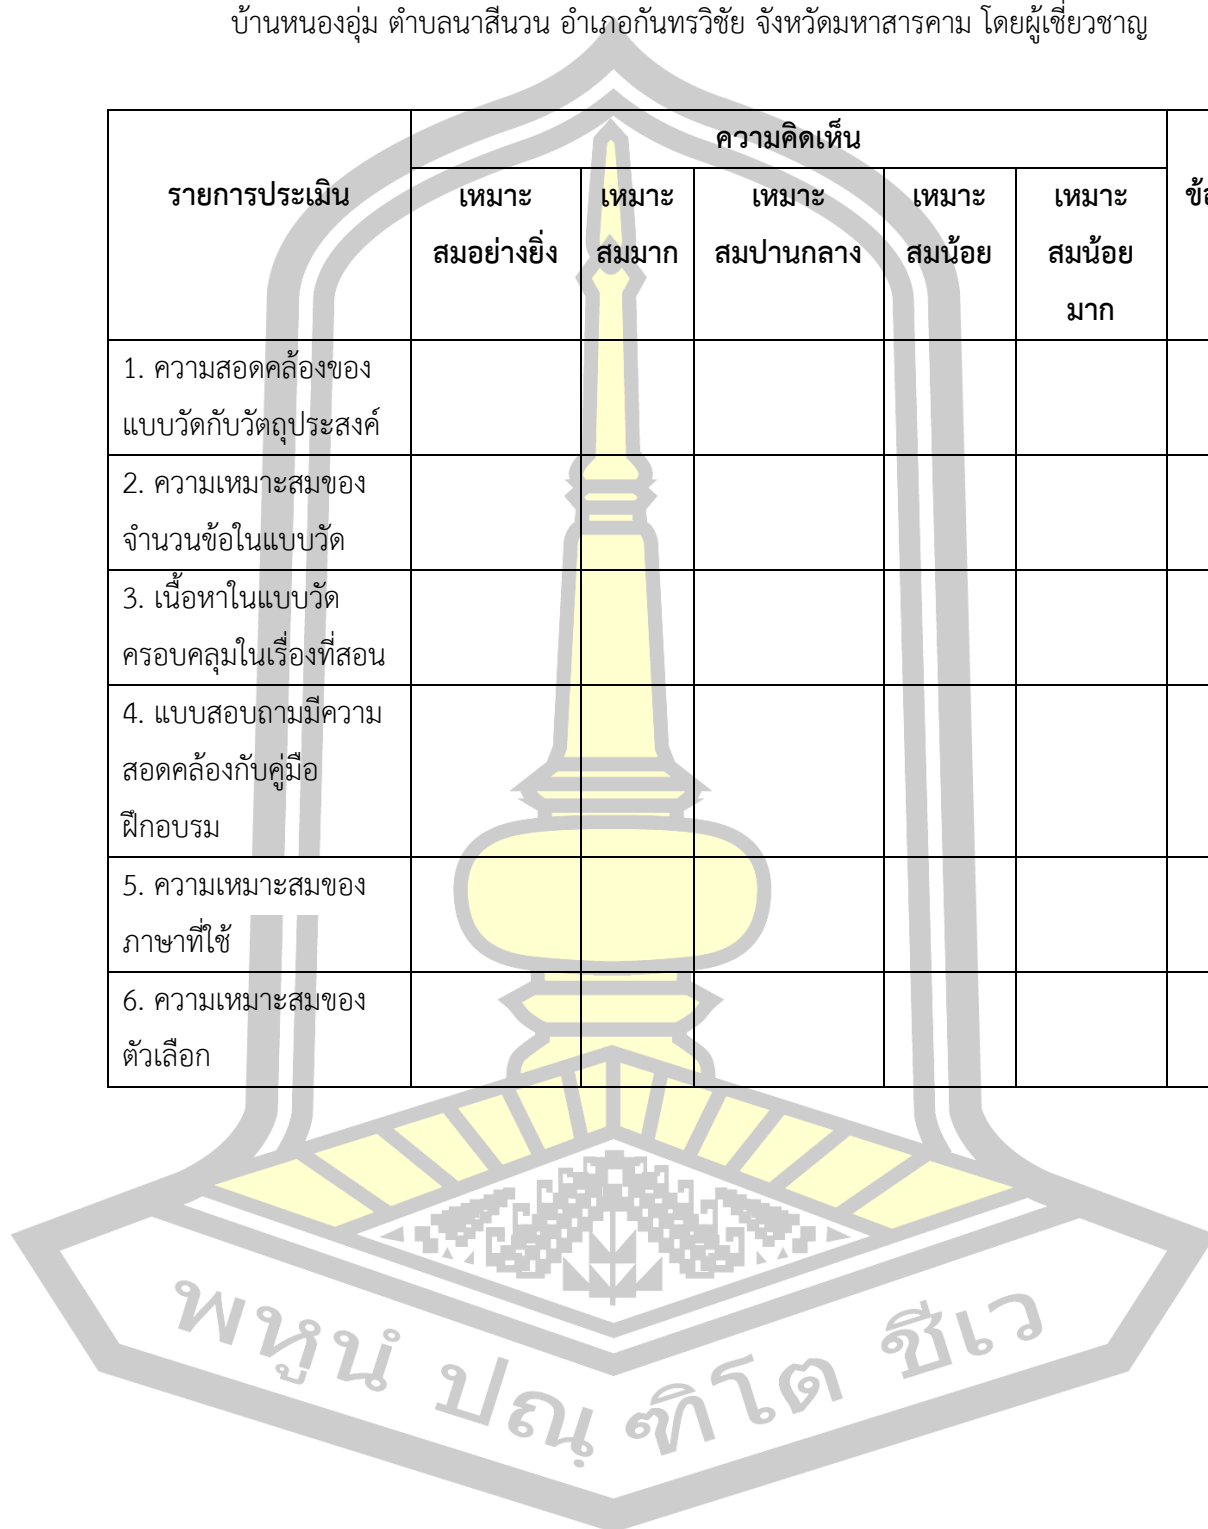 บ้านหนองอุ่ม ตำบลนาสีนวน อำเภอกันทรวิชัย จังหวัดมหาสารคาม โดยผู้เชี่ยวชาญ
ความคิดเห็น
รายการประเมิน
เหมาะ
สมอย่างยิ่ง
เหมาะ
สมมาก
เหมาะ
สมปานกลาง
เหมาะ
สมน้อย
เหมาะ
สมน้อย
มาก
1. ความสอดคล้องของ
แบบวัดกับวัตถุประสงค์
2. ความเหมาะสมของ
จำนวนข้อในแบบวัด
3. เนื้อหาในแบบวัด
ครอบคลุมในเรื่องที่สอน
4. แบบสอบถามมีความ
สอดคล้องกับคู่มือ
ฝึกอบรม
5. ความเหมาะสมของ
ภาษาที่ใช้
6. ความเหมาะสมของ
ตัวเลือก
พหูนํ ปณฺฑิโต ชีเว